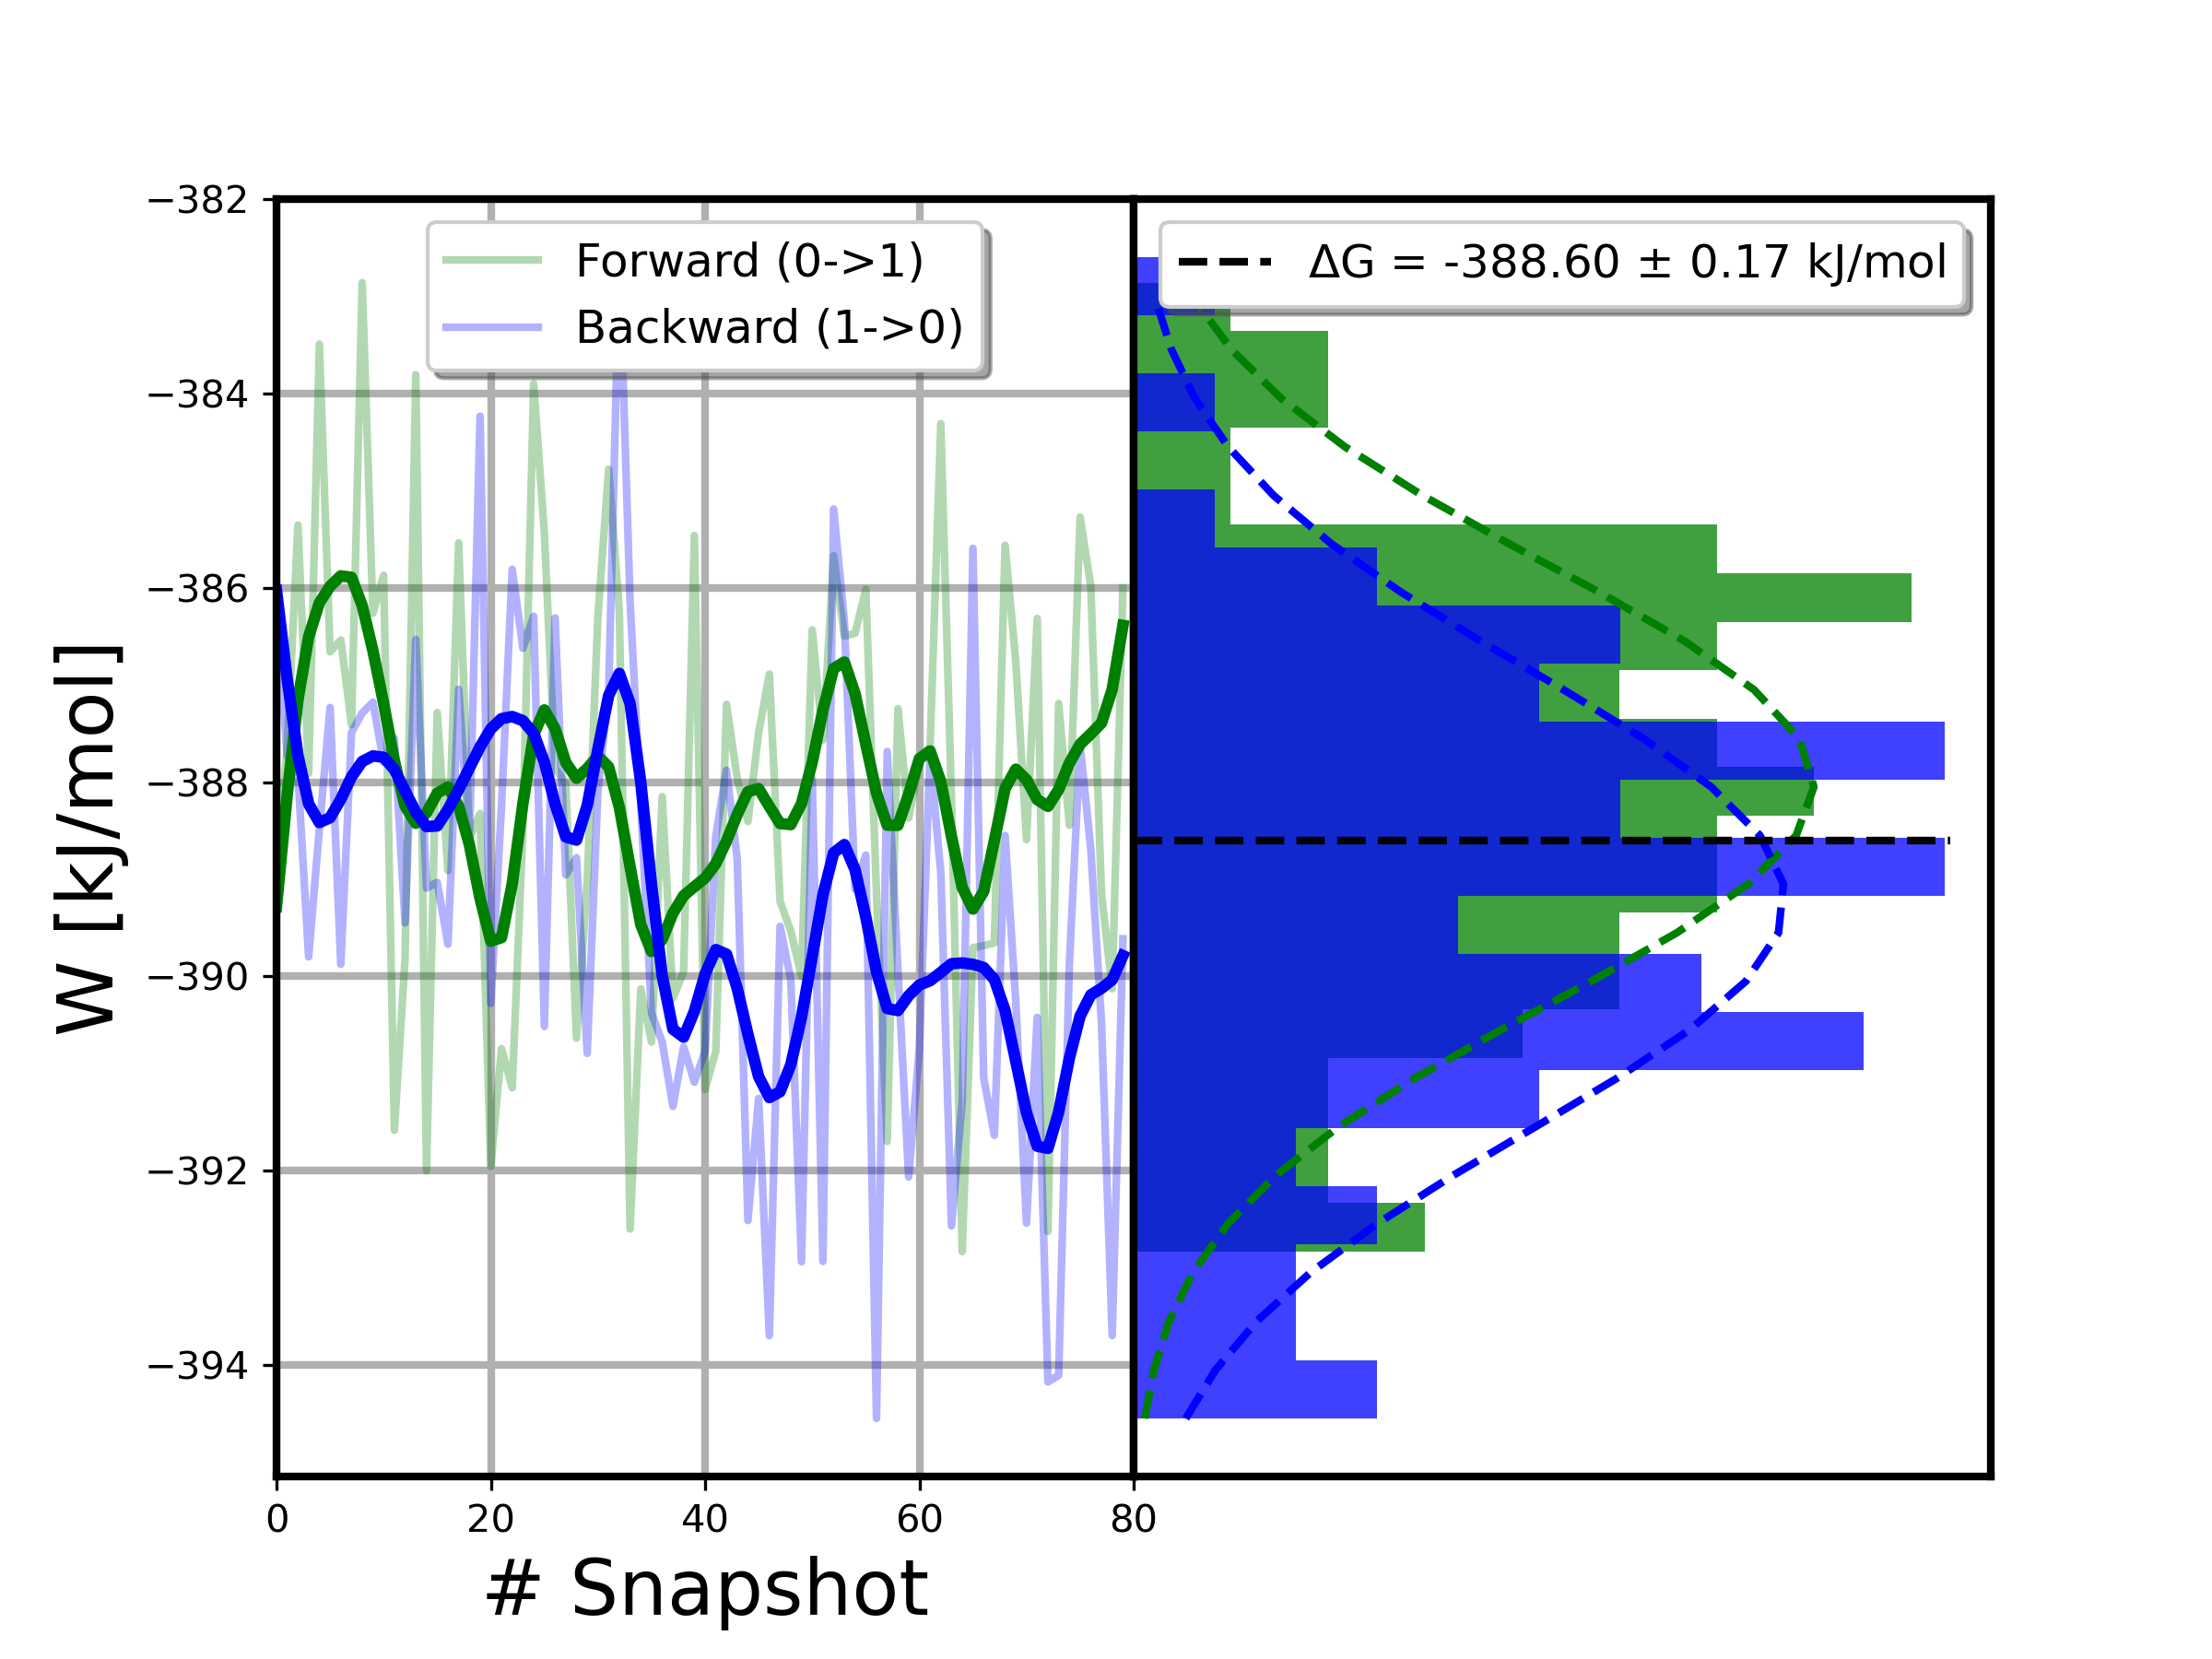 −382
−384
−386
−388
−390
−392
−394
W [kJ/mol]
Forward (0->1)
Backward (1->0)
ΔG = -388.60 ± 0.17 kJ/mol
0 20 40 60 80
# Snapshot